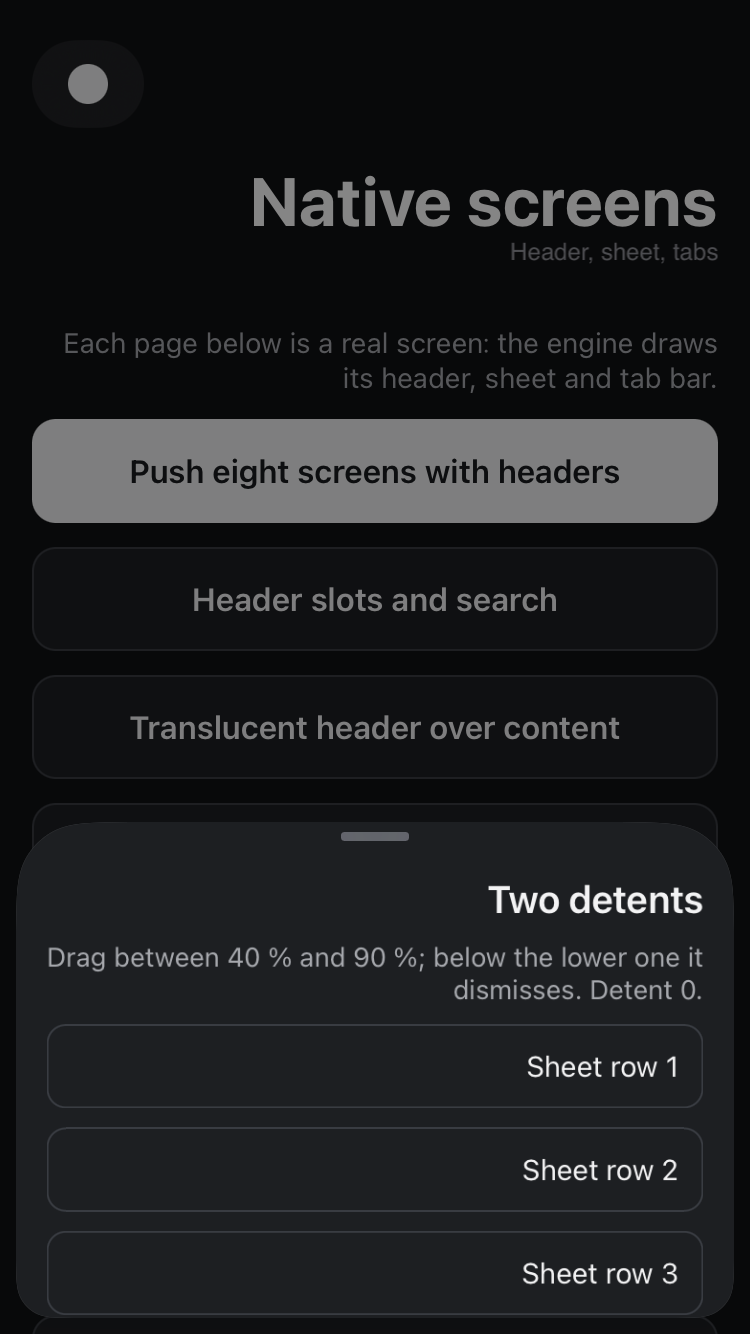 Native screens
Header, sheet, tabs
Each page below is a real screen: the engine draws
its header, sheet and tab bar.
Push eight screens with headers
Header slots and search
Translucent header over content
Two detents
Drag between 40 % and 90 %; below the lower one it
dismisses. Detent 0.
Sheet row 1
Sheet row 2
Sheet row 3